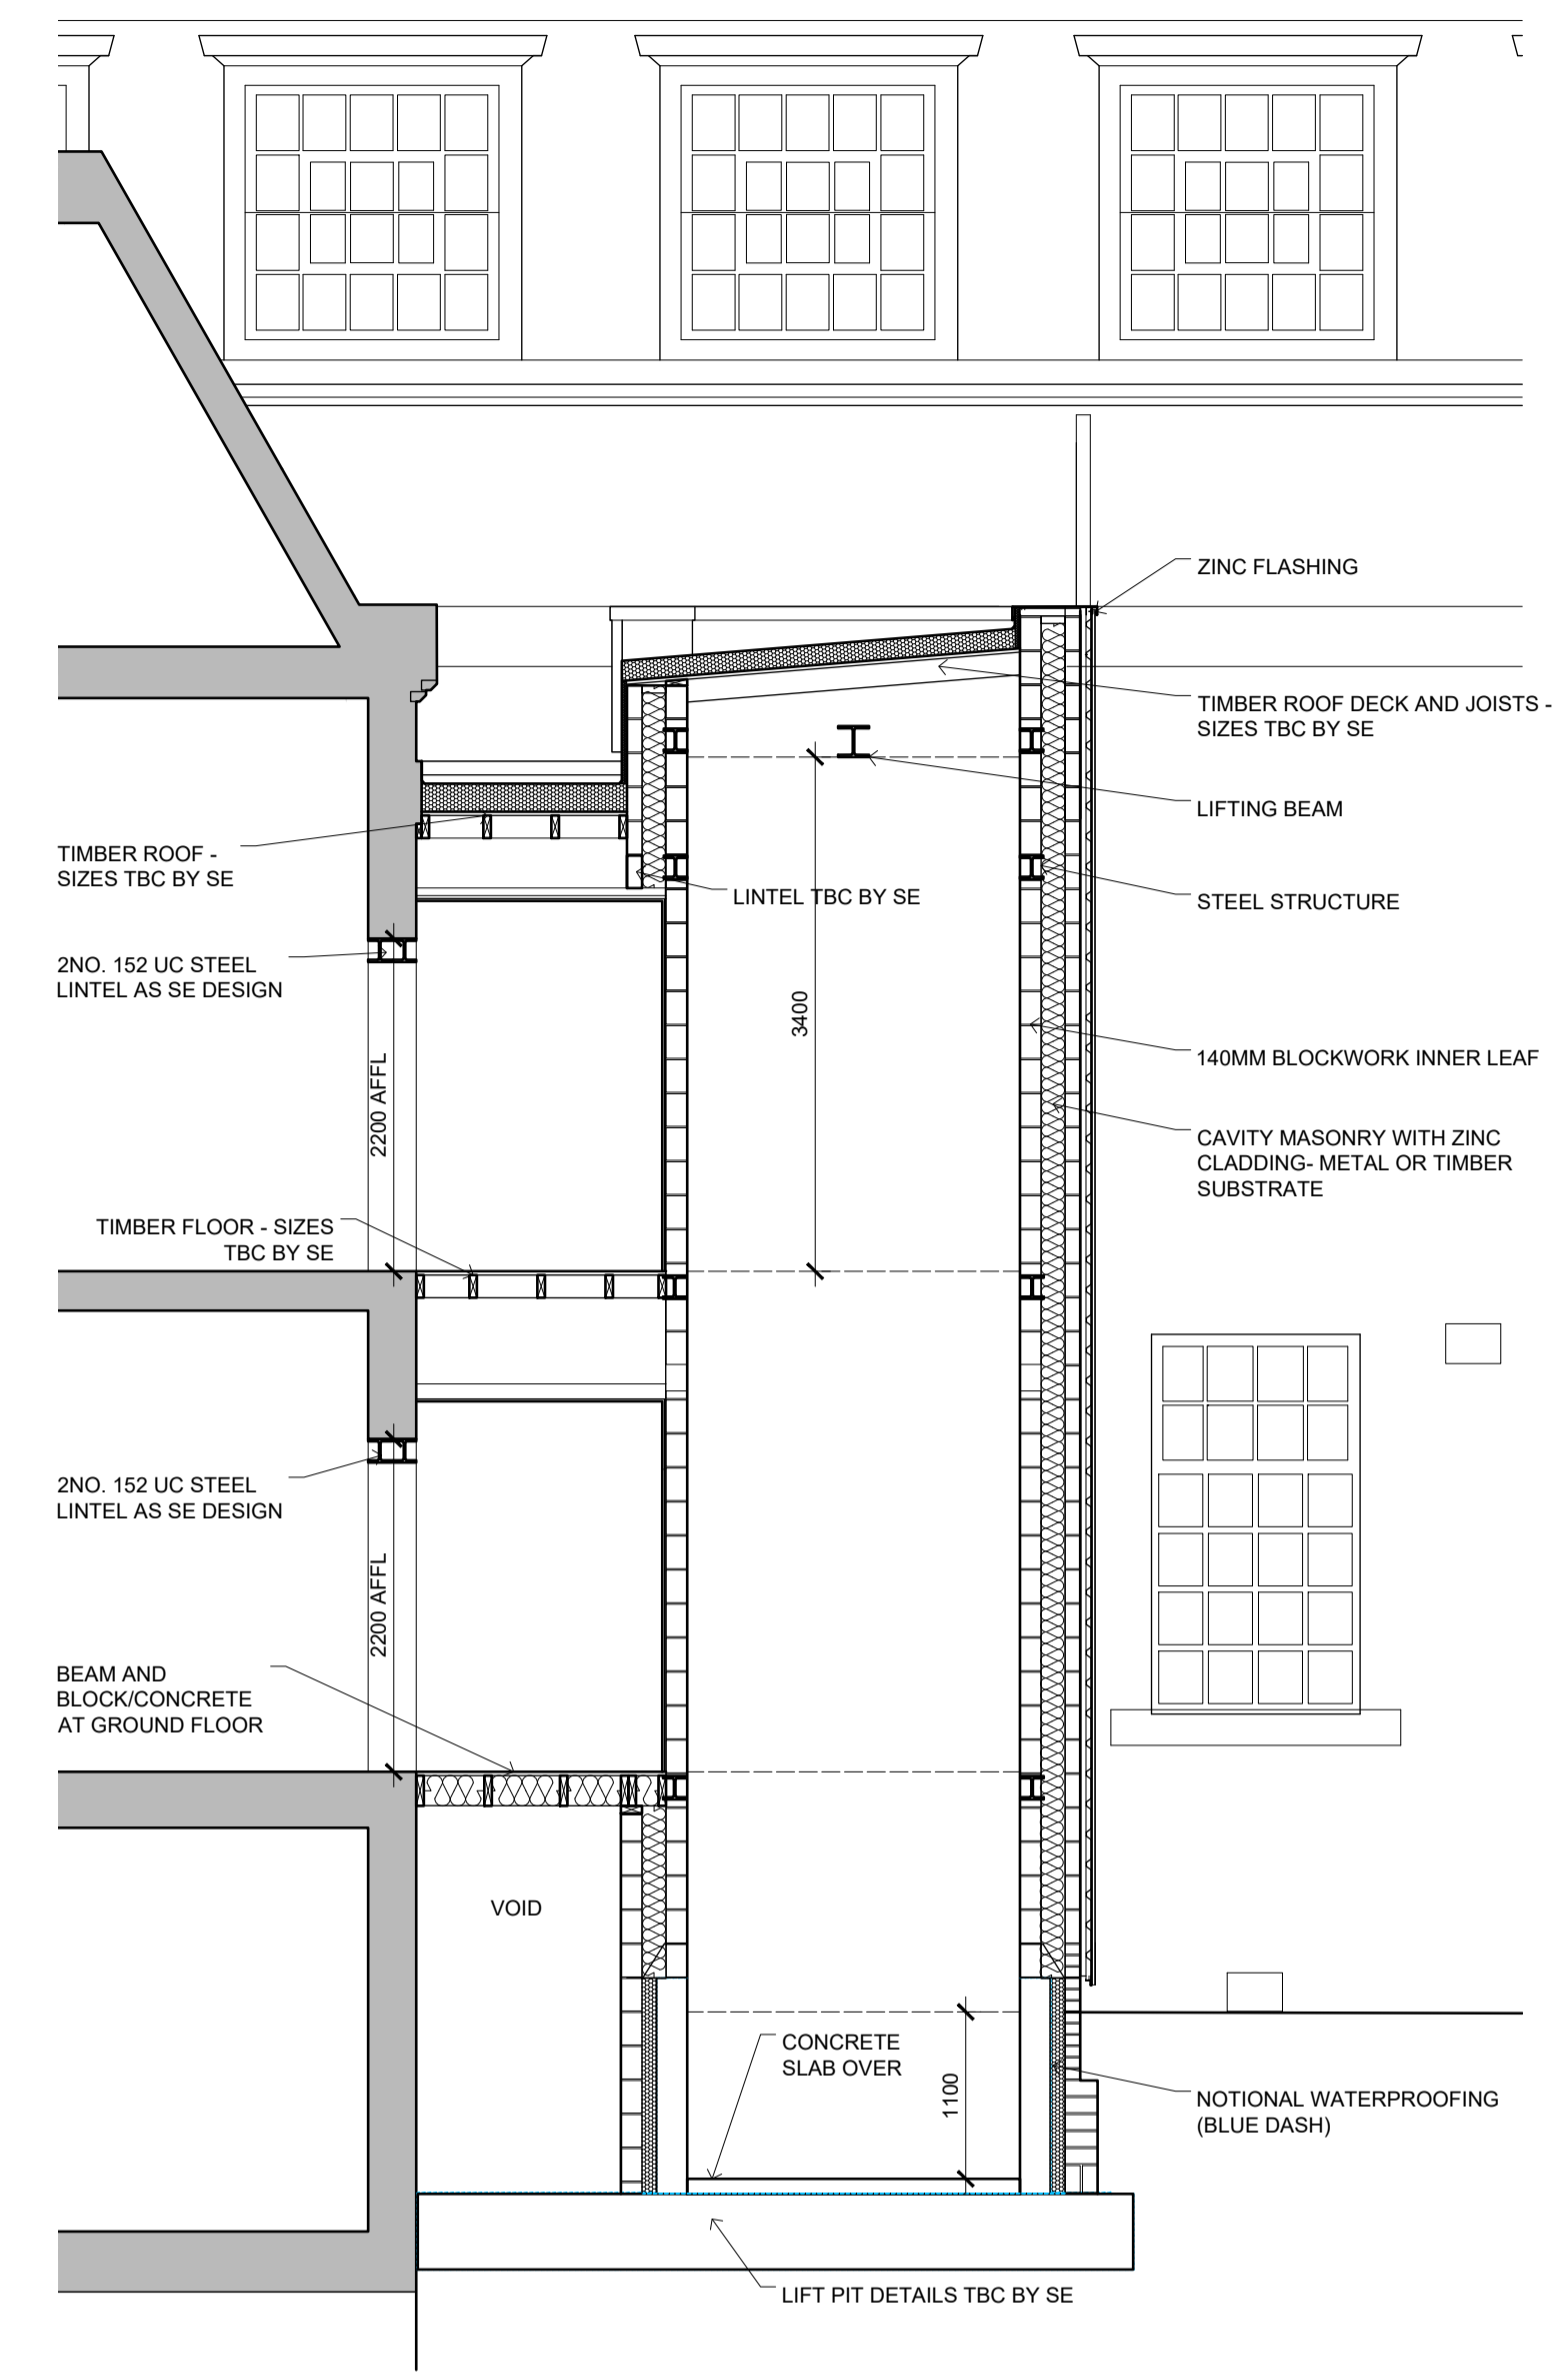 ZINC FLASHING
TIMBER ROOF DECK AND JOISTS -
SIZES TBC BY SE
LIFTING BEAM
TIMBER ROOF -
SIZES TBC BY SE
LINTEL TBC BY SE
STEEL STRUCTURE
2NO. 152 UC STEEL
LINTEL AS SE DESIGN
3400
140MM BLOCKWORK INNER LEAF
2200 AFFL
CAVITY MASONRY WITH ZINC
CLADDING- METAL OR TIMBER
SUBSTRATE
TIMBER FLOOR - SIZES
TBC BY SE
2NO. 152 UC STEEL
LINTEL AS SE DESIGN
2200 AFFL
BEAM AND
BLOCK/CONCRETE
AT GROUND FLOOR
VOID
CONCRETE
SLAB OVER
1100
NOTIONAL WATERPROOFING
(BLUE DASH)
LIFT PIT DETAILS TBC BY SE